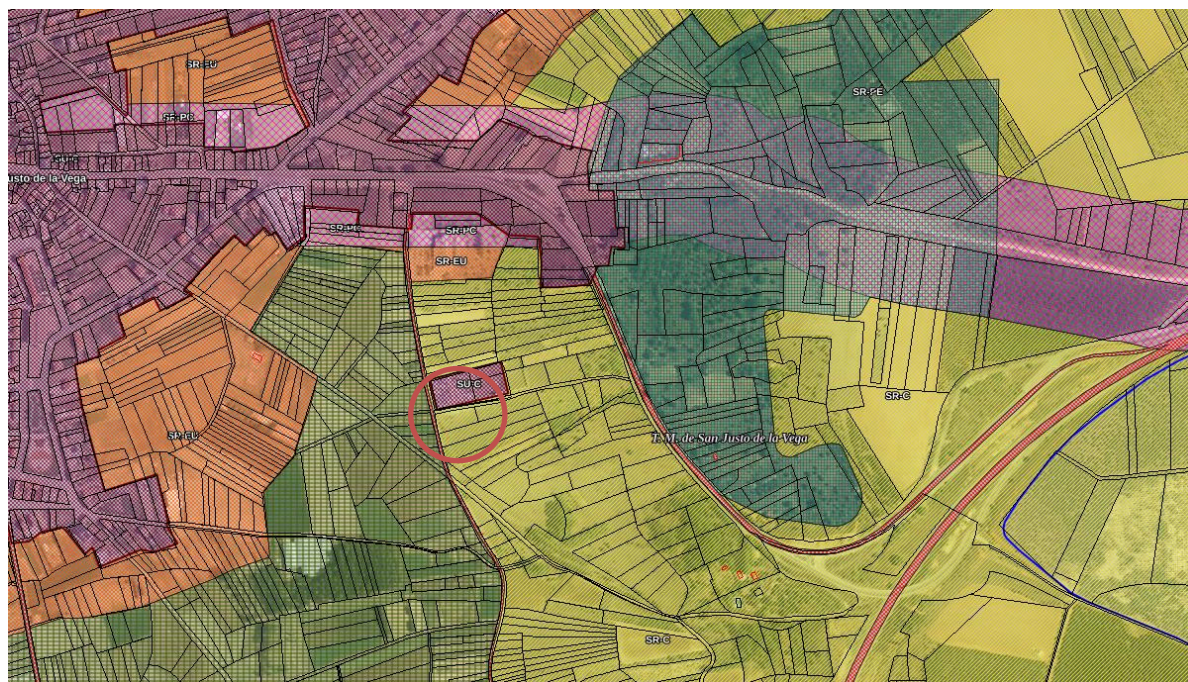 SR-EU
SR-PE
SR-PC
usto de la Vega
SR-PC
SR-PC
SR-EU
SU-C
SR-C
SR-EU
T. M. de San Justo de la Vega
SR-C